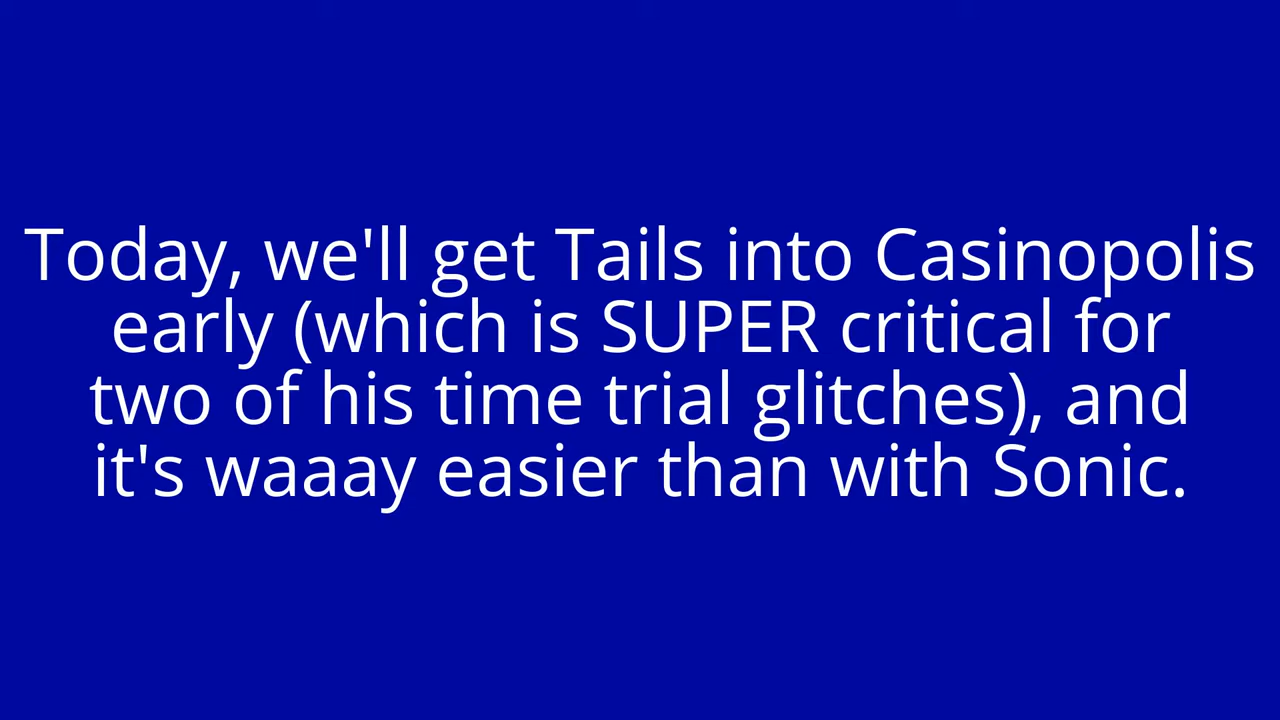 Today, we'll get Tails into Casinopolis
early (which is SUPER critical for
two of his time trial glitches), and
it's waaay easier than with Sonic.